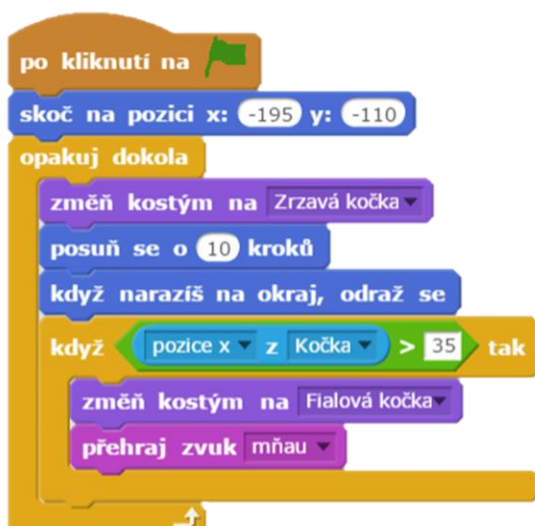 po kliknutí na
skoč na pozici x: -195 y: -110
opakuj dokola
změň kostým na Zrzavá kočka
posuň se o 10 kroků
když narazíš na okraj, odraž se
když pozice x z Kočka > 35 tak
změň kostým na Fialová kočka
přehraj zvuk mňau